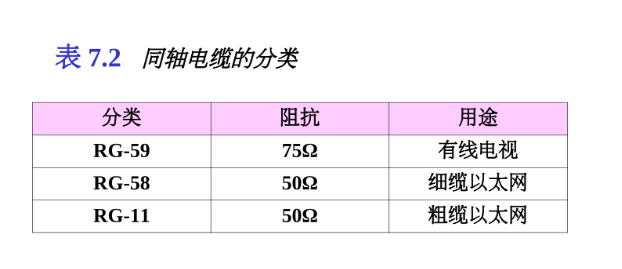 表 7.2 同轴电缆的分类
分类 阻抗 用途
RG-59 75Ω 有线电视
RG-58 50Ω 细缆以太网
RG-11 50Ω 粗缆以太网